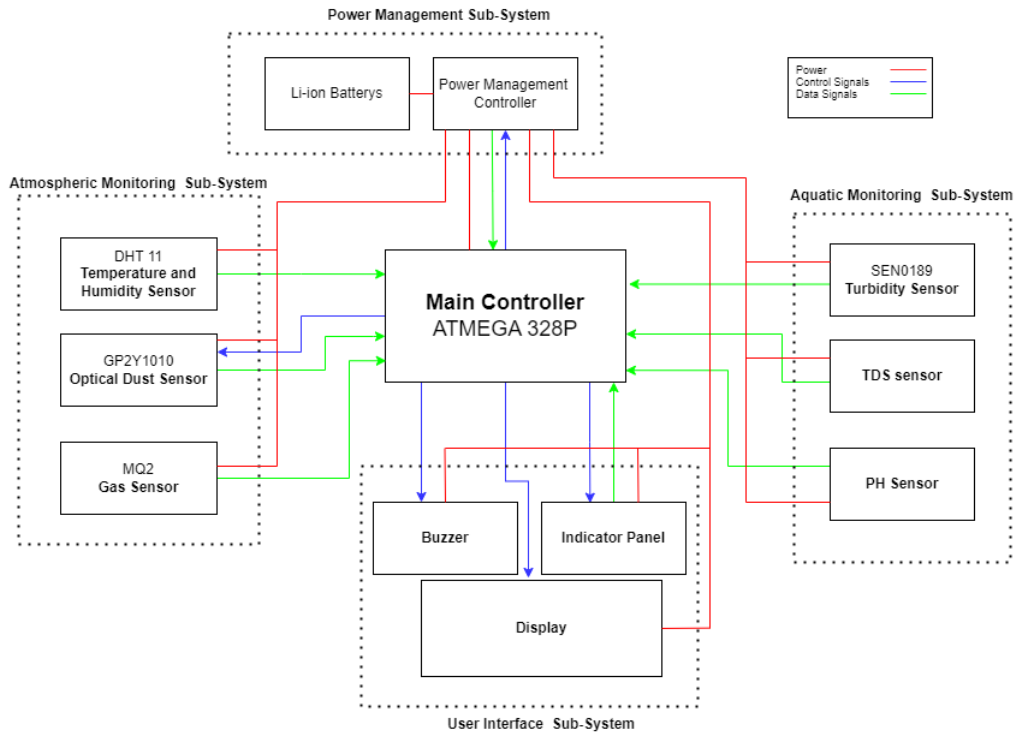 Power Management Sub-System
Li-ion Batterys
Power Management
Controller
Power
Control Signals
Data Signals
Atmospheric Monitoring Sub-System
DHT 11
Temperature and
Humidity Sensor
GP2Y1010
Optical Dust Sensor
MQ2
Gas Sensor
Main Controller
ATMEGA 328P
Aquatic Monitoring Sub-System
SEN0189
Turbidity Sensor
TDS sensor
PH Sensor
Buzzer
Indicator Panel
Display
User Interface Sub-System